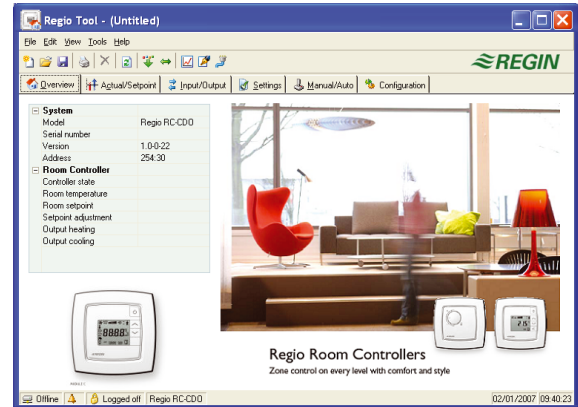 Regio Tool - (Untitled)
File Edit View Tools Help
REGIN
Overview Actual/Setpoint Input/Output Settings Manual/Auto Configuration
System
Model Regio RC-CDO
Serial number
Version 1.0-0-22
Address 254:30
Room Controller
Controller state
Room temperature
Room setpoint
Setpoint adjustment
Output heating
Output cooling
88.88
Regio Room Controllers
Zone control on every level with comfort and style
Offline Logged off Regio RC-CDO 02/01/2007 09:40:23